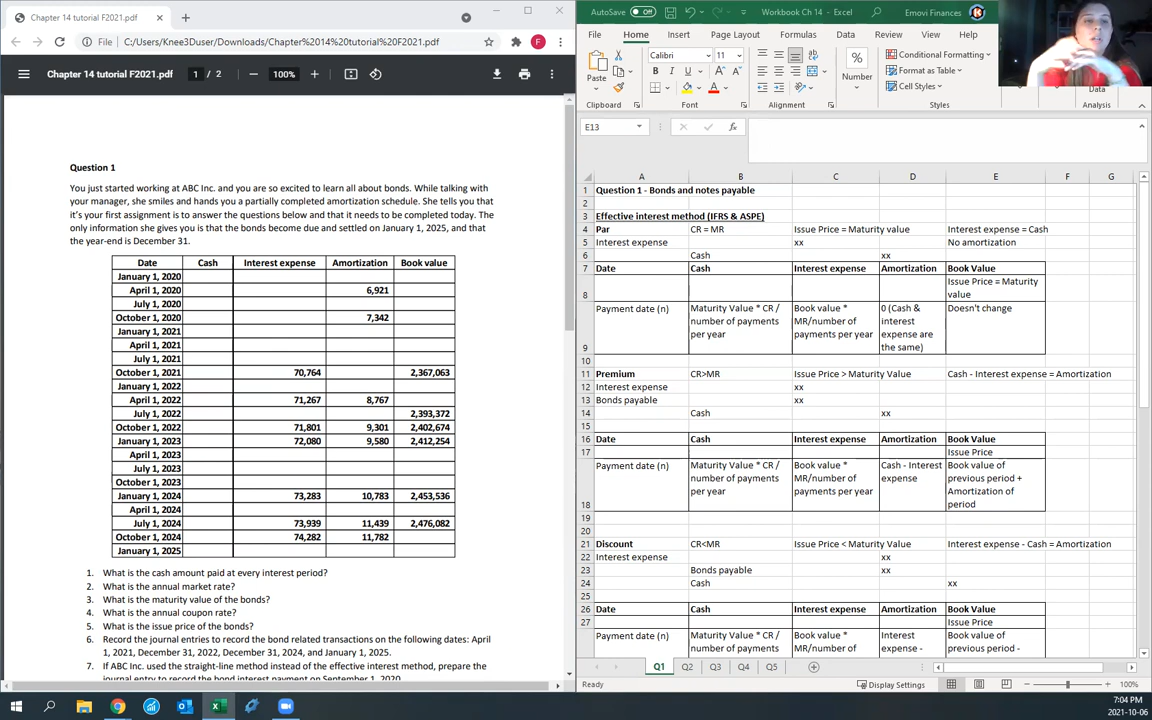 Chapter 14 tutorial F2021.pdf
File
C:/Users/Knee3Duser/Downloads/Chapter%2014%20tutorial%20F2021.pdf
F
Chapter 14 tutorial F2021.pdf
1 / 2
100%
Question 1
You just started working at ABC Inc. and you are so excited to learn all about bonds. While talking with
your manager, she smiles and hands you a partially completed amortization schedule. She tells you that
it's your first assignment is to answer the questions below and that it needs to be completed today. The
only information she gives you is that the bonds become due and settled on January 1, 2025, and that
the year-end is December 31.
Date Cash Interest expense Amortization Book value
January 1, 2020
April 1, 2020 6,921
July 1, 2020
October 1, 2020 7,342
January 1, 2021
April 1, 2021
July 1, 2021
October 1, 2021 70,764 2,367,063
January 1, 2022
April 1, 2022 71,267 8,767
July 1, 2022 2,393,372
October 1, 2022 71,801 9,301 2,402,674
January 1, 2023 72,080 9,580 2,412,254
April 1, 2023
July 1, 2023
October 1, 2023
January 1, 2024 73,283 10,783 2,453,536
April 1, 2024
July 1, 2024 73,939 11,439 2,476,082
October 1, 2024 74,282 11,782
January 1, 2025
1. What is the cash amount paid at every interest period?
2. What is the annual market rate?
3. What is the maturity value of the bonds?
4. What is the annual coupon rate?
5. What is the issue price of the bonds?
6. Record the journal entries to record the bond related transactions on the following dates: April
1, 2021, December 31, 2022, December 31, 2024, and January 1, 2025.
7. If ABC Inc. used the straight-line method instead of the effective interest method, prepare the
journal entry to record the bond interest payment on September 1, 2020.
AutoSave Off
Workbook Ch 14 - Excel
Emovi Finances
File Home Insert Page Layout Formulas Data Review View Help
Paste
Clipboard
Calibri 11
B I U
Font
Alignment
%
Number
Conditional Formatting
Format as Table
Cell Styles
Styles
Data
Analysis
E13
fx
A B C D E F G
1 Question 1 - Bonds and notes payable
2
3 Effective interest method (IFRS & ASPE)
4 Par CR = MR Issue Price = Maturity value Interest expense = Cash
5 Interest expense xx No amortization
6 Cash xx
7 Date Cash Interest expense Amortization Book Value
Issue Price = Maturity
8 value
Payment date (n) Maturity Value * CR / Book value * 0 (Cash & Doesn't change
number of payments MR/number of interest
per year payments per year expense are
9 the same)
10
11 Premium CR>MR Issue Price > Maturity Value Cash - Interest expense = Amortization
12 Interest expense xx
13 Bonds payable xx
14 Cash xx
15
16 Date Cash Interest expense Amortization Book Value
17 Issue Price
Payment date (n) Maturity Value * CR / Book value * Cash - Interest Book value of
number of payments MR/number of expense previous period +
per year payments per year Amortization of
18 period
19
20
21 Discount CR<MR Issue Price < Maturity Value Interest expense - Cash = Amortization
22 Interest expense xx
23 Bonds payable xx
24 Cash xx
25
26 Date Cash Interest expense Amortization Book Value
27 Issue Price
Payment date (n) Maturity Value * CR / Book value * Interest Book value of
number of payments MR/number of expense - previous period -
Q1 Q2 Q3 Q4 Q5
Ready
Display Settings
100%
7:04 PM
2021-10-06